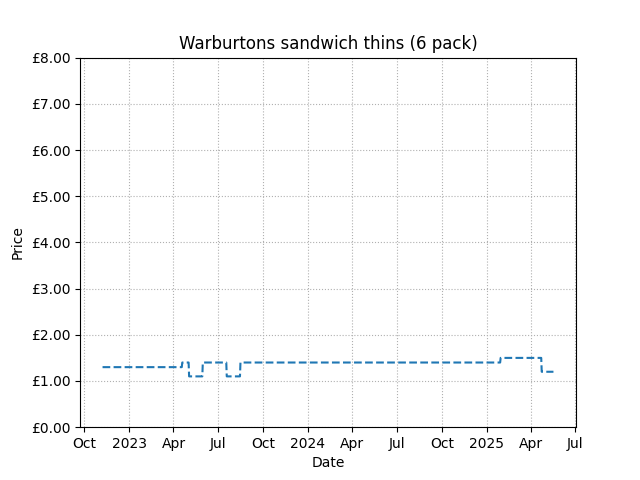 Warburtons sandwich thins (6 pack)
£8.00
£7.00
£6.00
£5.00
£4.00
£3.00
£2.00
£1.00
£0.00
Price
Oct 2023 Apr Jul Oct 2024 Apr Jul Oct 2025 Apr Jul
Date